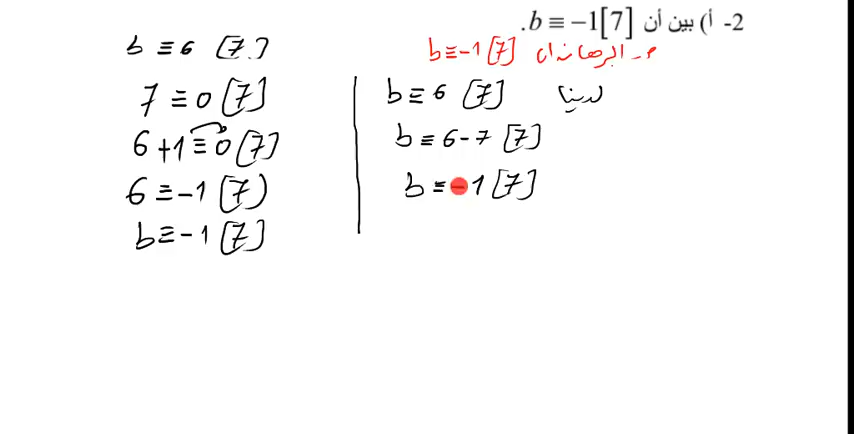 2- أ) بين أن b ≡ −1[7].
م. البرهان أن b≡-1 [7]
لدينا b ≡ 6 [7]
b ≡ 6-7 [7]
b ≡ -1 [7]
b ≡ 6 [7]
7 ≡ 0 [7]
6+1 ≡ 0 [7]
6 ≡ -1 [7)
b ≡ -1 [7]